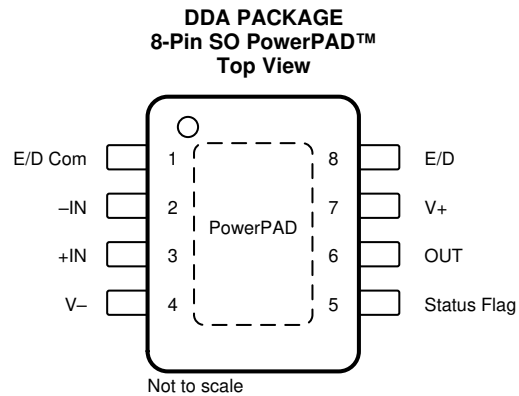 DDA PACKAGE
8-Pin SO PowerPAD™
Top View
E/D Com 1 8 E/D
–IN 2 7 V+
PowerPAD
+IN 3 6 OUT
V– 4 5 Status Flag
Not to scale